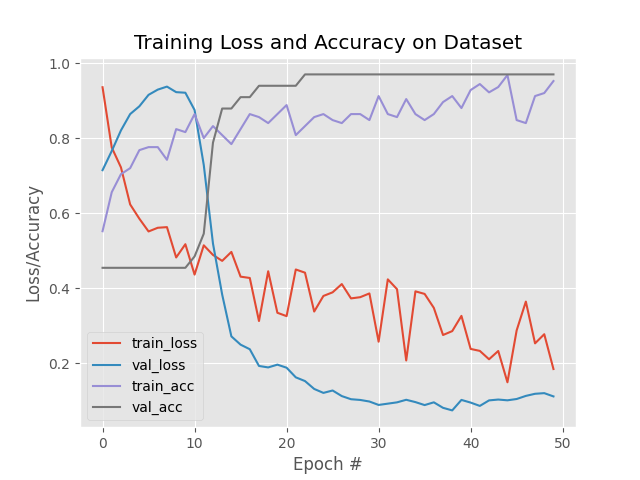 Training Loss and Accuracy on Dataset
1.0
0.8
0.6
0.4
0.2
Loss/Accuracy
train_loss
val_loss
train_acc
val_acc
0 10 20 30 40 50
Epoch #